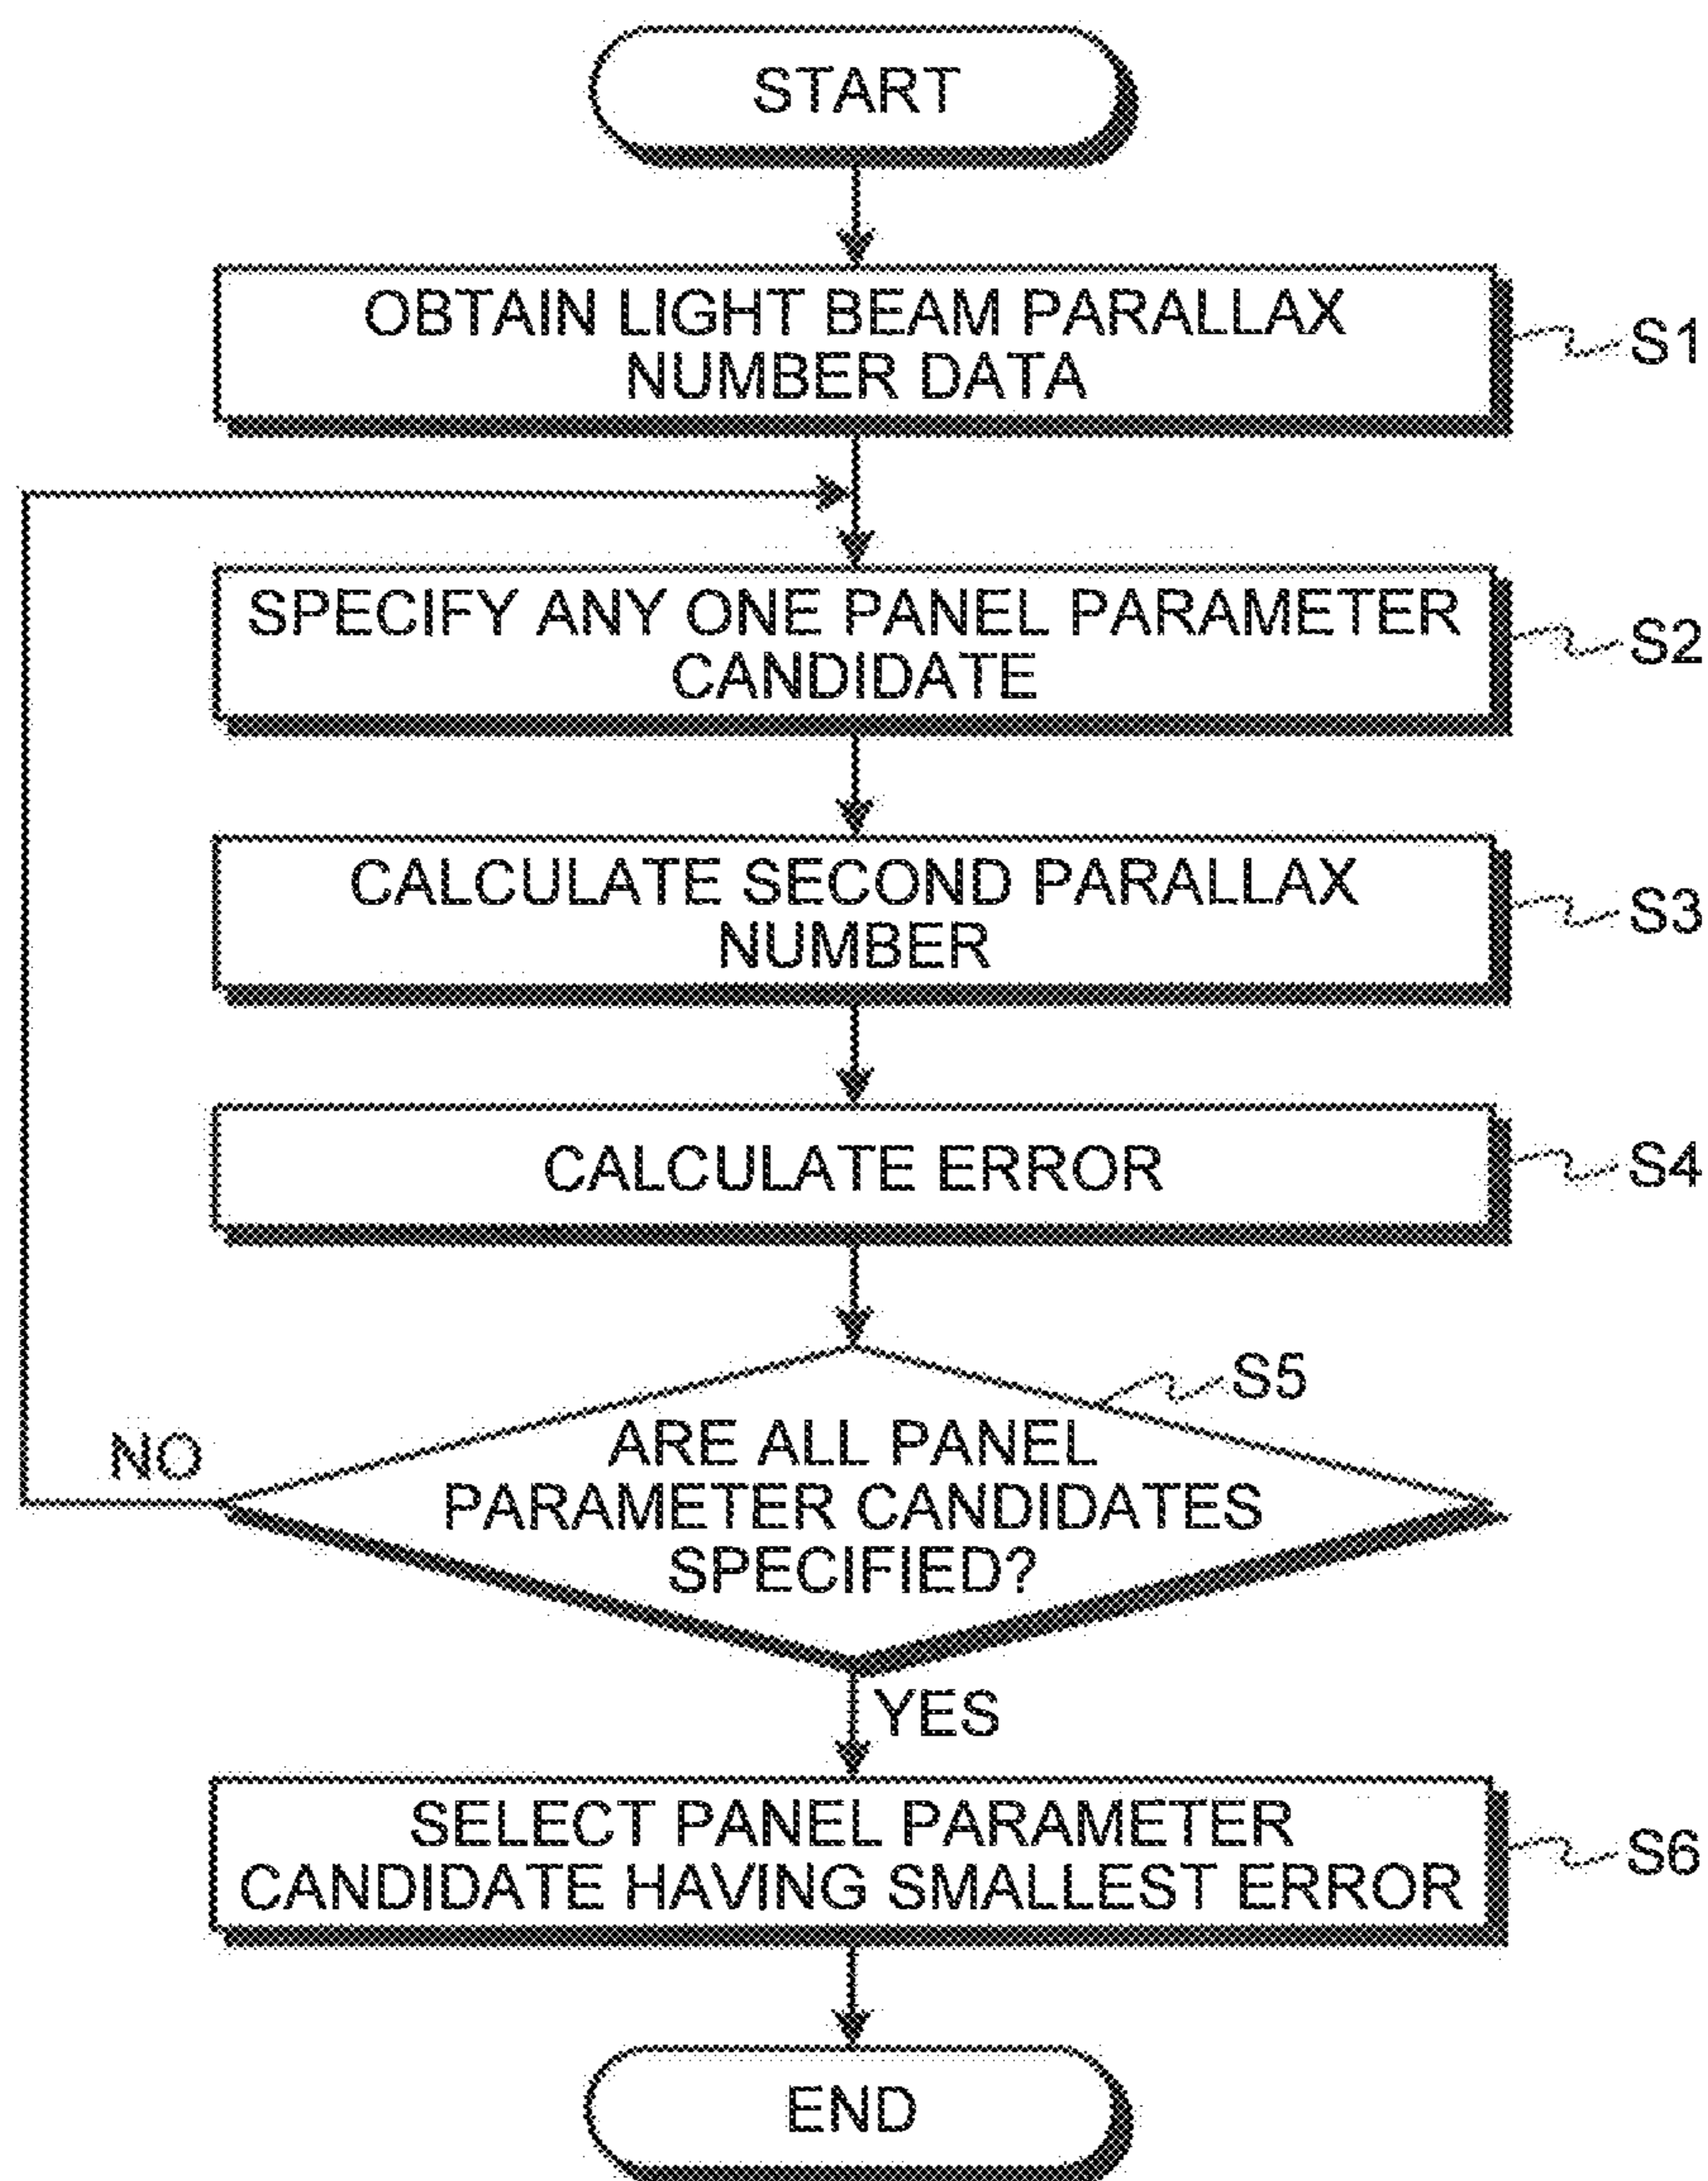 START
OBTAIN LIGHT BEAM PARALLAX
NUMBER DATA
S1
SPECIFY ANY ONE PANEL PARAMETER
CANDIDATE
S2
CALCULATE SECOND PARALLAX
NUMBER
S3
CALCULATE ERROR
S4
S5
ARE ALL PANEL
PARAMETER CANDIDATES
SPECIFIED?
NO
YES
SELECT PANEL PARAMETER
CANDIDATE HAVING SMALLEST ERROR
S6
END